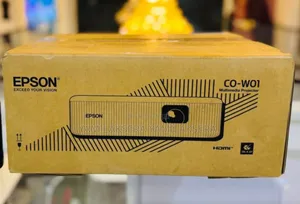 EPSON
EXCEED YOUR VISION
CO-W01
Multimedia Projector
EPSON
HDMI